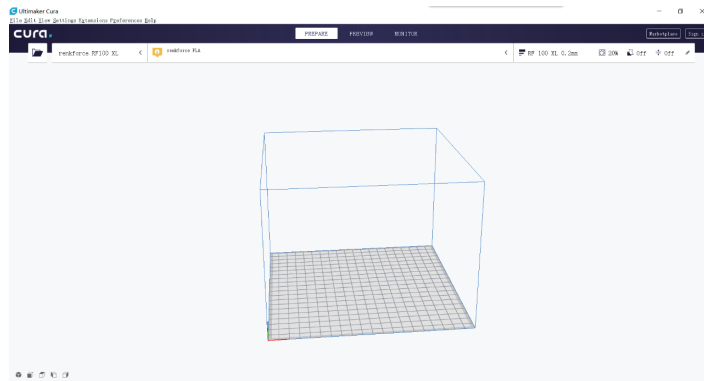 Ultimaker Cura
File Edit View Settings Extensions Preferences Help
cura.
PREPARE PREVIEW MONITOR
Marketplace Sign i
renkforce RF100 XL
renkforce PLA
RF 100 XL 0.2mm 20% Off Off